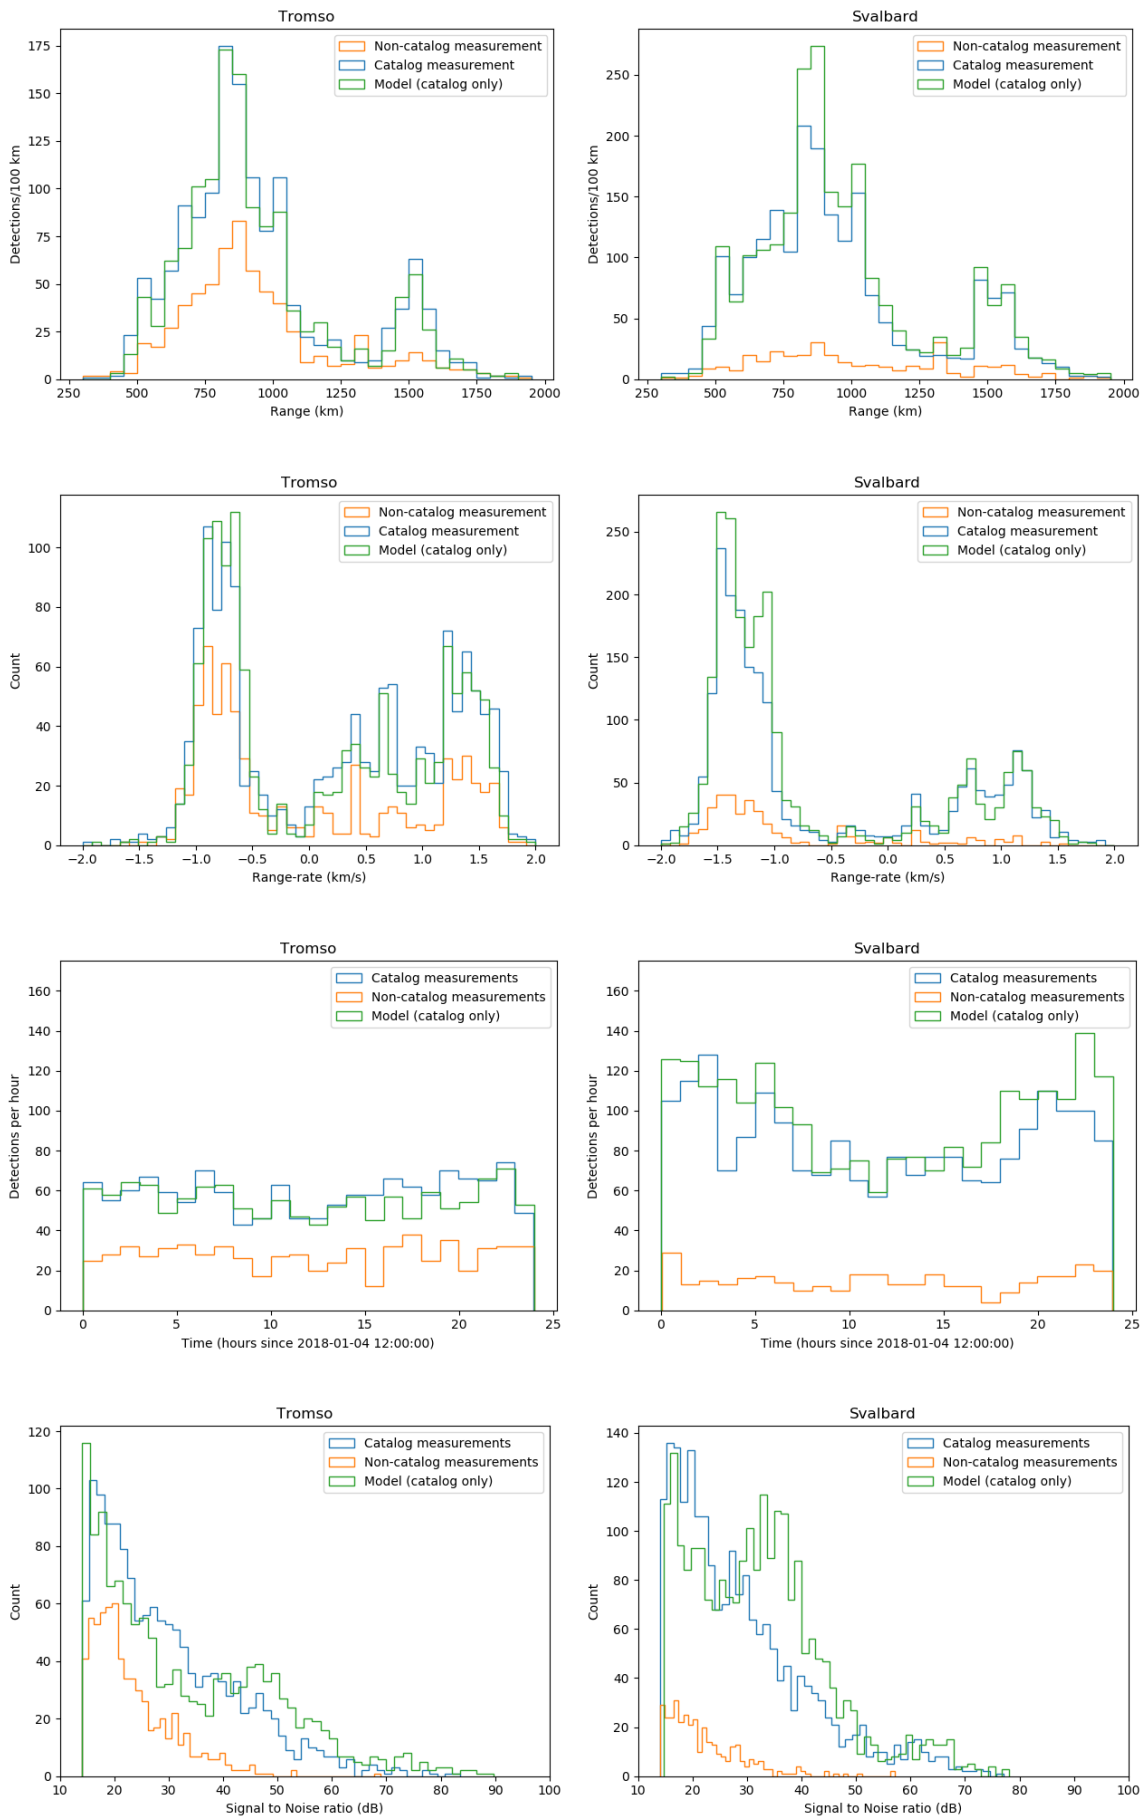 Tromso
Non-catalog measurement
Catalog measurement
Model (catalog only)
Detections/100 km
175
150
125
100
75
50
25
0
250 500 750 1000 1250 1500 1750 2000
Range (km)
Svalbard
Non-catalog measurement
Catalog measurement
Model (catalog only)
Detections/100 km
250
200
150
100
50
0
250 500 750 1000 1250 1500 1750 2000
Range (km)
Tromso
Non-catalog measurement
Catalog measurement
Model (catalog only)
Count
100
80
60
40
20
0
−2.0 −1.5 −1.0 −0.5 0.0 0.5 1.0 1.5 2.0
Range-rate (km/s)
Svalbard
Non-catalog measurement
Catalog measurement
Model (catalog only)
Count
250
200
150
100
50
0
−2.0 −1.5 −1.0 −0.5 0.0 0.5 1.0 1.5 2.0
Range-rate (km/s)
Tromso
Catalog measurements
Non-catalog measurements
Model (catalog only)
Detections per hour
160
140
120
100
80
60
40
20
0
0 5 10 15 20 25
Time (hours since 2018-01-04 12:00:00)
Svalbard
Catalog measurements
Non-catalog measurements
Model (catalog only)
Detections per hour
160
140
120
100
80
60
40
20
0
0 5 10 15 20 25
Time (hours since 2018-01-04 12:00:00)
Tromso
Catalog measurements
Non-catalog measurements
Model (catalog only)
Count
120
100
80
60
40
20
0
10 20 30 40 50 60 70 80 90 100
Signal to Noise ratio (dB)
Svalbard
Catalog measurements
Non-catalog measurements
Model (catalog only)
Count
140
120
100
80
60
40
20
0
10 20 30 40 50 60 70 80 90 100
Signal to Noise ratio (dB)